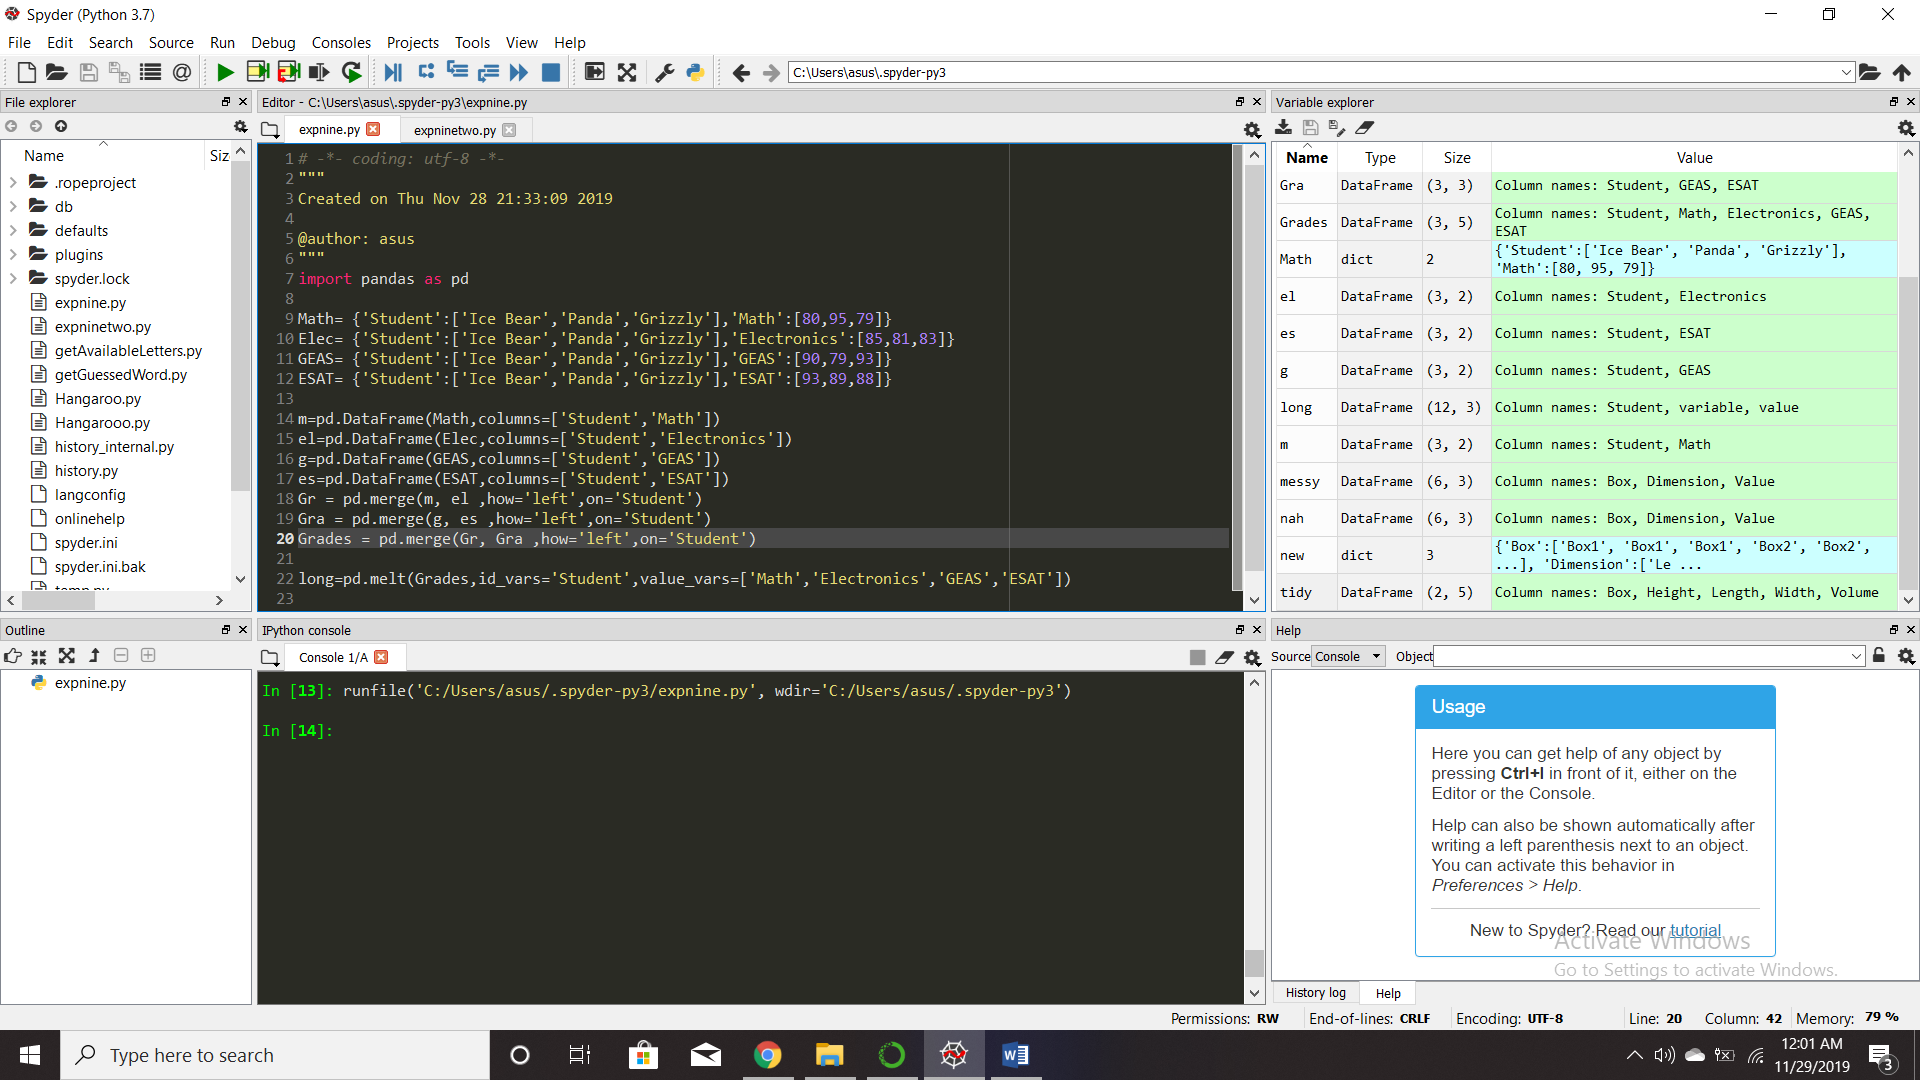 Spyder (Python 3.7)
File Edit Search Source Run Debug Consoles Projects Tools View Help
C:\Users\asus\.spyder-py3
File explorer
Name Siz
.ropeproject
db
defaults
plugins
spyder.lock
expnine.py
expninetwo.py
getAvailableLetters.py
getGuessedWord.py
Hangaroo.py
Hangarooo.py
history_internal.py
history.py
langconfig
onlinehelp
spyder.ini
spyder.ini.bak
temp.py
Editor - C:\Users\asus\.spyder-py3\expnine.py
expnine.py expninetwo.py
1 # -*- coding: utf-8 -*-
2 """
3 Created on Thu Nov 28 21:33:09 2019
4
5 @author: asus
6 """
7 import pandas as pd
8
9 Math= {'Student':['Ice Bear','Panda','Grizzly'],'Math':[80,95,79]}
10 Elec= {'Student':['Ice Bear','Panda','Grizzly'],'Electronics':[85,81,83]}
11 GEAS= {'Student':['Ice Bear','Panda','Grizzly'],'GEAS':[90,79,93]}
12 ESAT= {'Student':['Ice Bear','Panda','Grizzly'],'ESAT':[93,89,88]}
13
14 m=pd.DataFrame(Math,columns=['Student','Math'])
15 el=pd.DataFrame(Elec,columns=['Student','Electronics'])
16 g=pd.DataFrame(GEAS,columns=['Student','GEAS'])
17 es=pd.DataFrame(ESAT,columns=['Student','ESAT'])
18 Gr = pd.merge(m, el ,how='left',on='Student')
19 Gra = pd.merge(g, es ,how='left',on='Student')
20 Grades = pd.merge(Gr, Gra ,how='left',on='Student')
21
22 long=pd.melt(Grades,id_vars='Student',value_vars=['Math','Electronics','GEAS','ESAT'])
23
Variable explorer
Name Type Size Value
Gra DataFrame (3, 3) Column names: Student, GEAS, ESAT
Grades DataFrame (3, 5) Column names: Student, Math, Electronics, GEAS,
ESAT
Math dict 2 {'Student':['Ice Bear', 'Panda', 'Grizzly'],
'Math':[80, 95, 79]}
el DataFrame (3, 2) Column names: Student, Electronics
es DataFrame (3, 2) Column names: Student, ESAT
g DataFrame (3, 2) Column names: Student, GEAS
long DataFrame (12, 3) Column names: Student, variable, value
m DataFrame (3, 2) Column names: Student, Math
messy DataFrame (6, 3) Column names: Box, Dimension, Value
nah DataFrame (6, 3) Column names: Box, Dimension, Value
new dict 3 {'Box':['Box1', 'Box1', 'Box1', 'Box2', 'Box2',
...], 'Dimension':['Le ...
tidy DataFrame (2, 5) Column names: Box, Height, Length, Width, Volume
Outline
expnine.py
IPython console
Console 1/A
In [13]: runfile('C:/Users/asus/.spyder-py3/expnine.py', wdir='C:/Users/asus/.spyder-py3')
In [14]:
Help
Source Console Object
Usage
Here you can get help of any object by
pressing Ctrl+I in front of it, either on the
Editor or the Console.
Help can also be shown automatically after
writing a left parenthesis next to an object.
You can activate this behavior in
Preferences > Help.
New to Spyder? Read our tutorial
Activate Windows
Go to Settings to activate Windows.
History log Help
Permissions: RW End-of-lines: CRLF Encoding: UTF-8 Line: 20 Column: 42 Memory: 79 %
Type here to search
12:01 AM
11/29/2019
3